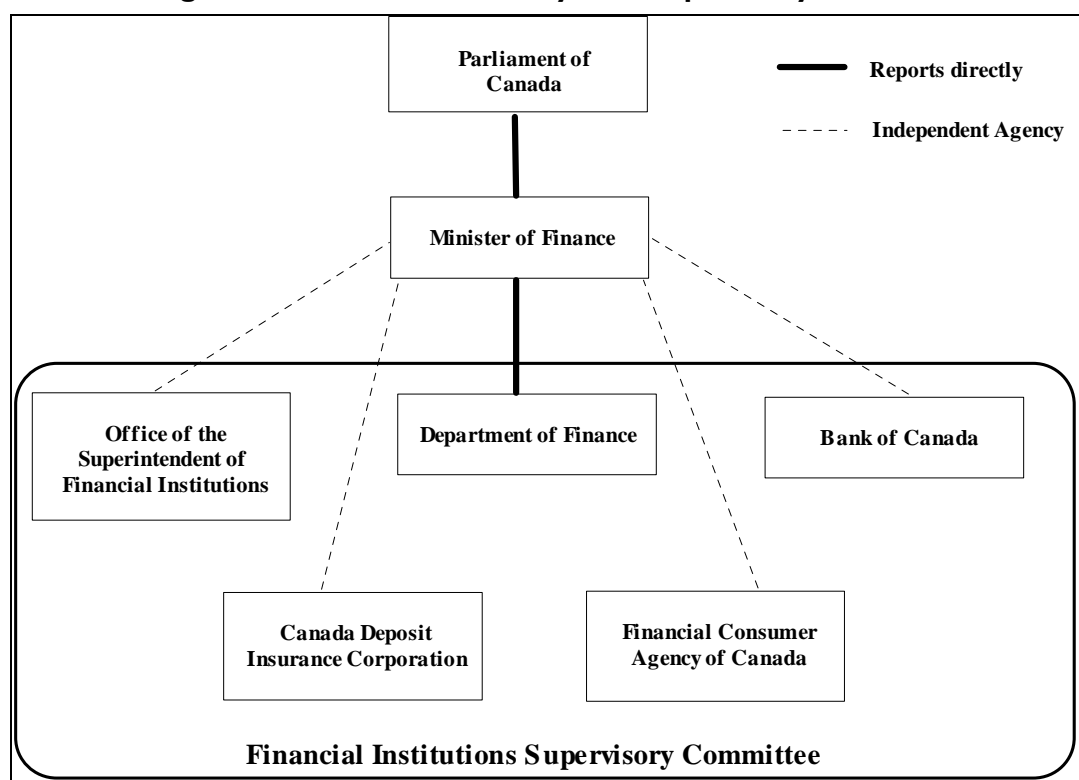 Parliament of
Canada
Reports directly
Independent Agency
Minister of Finance
Office of the
Superintendent of
Financial Institutions
Department of Finance
Bank of Canada
Canada Deposit
Insurance Corporation
Financial Consumer
Agency of Canada
Financial Institutions Supervisory Committee